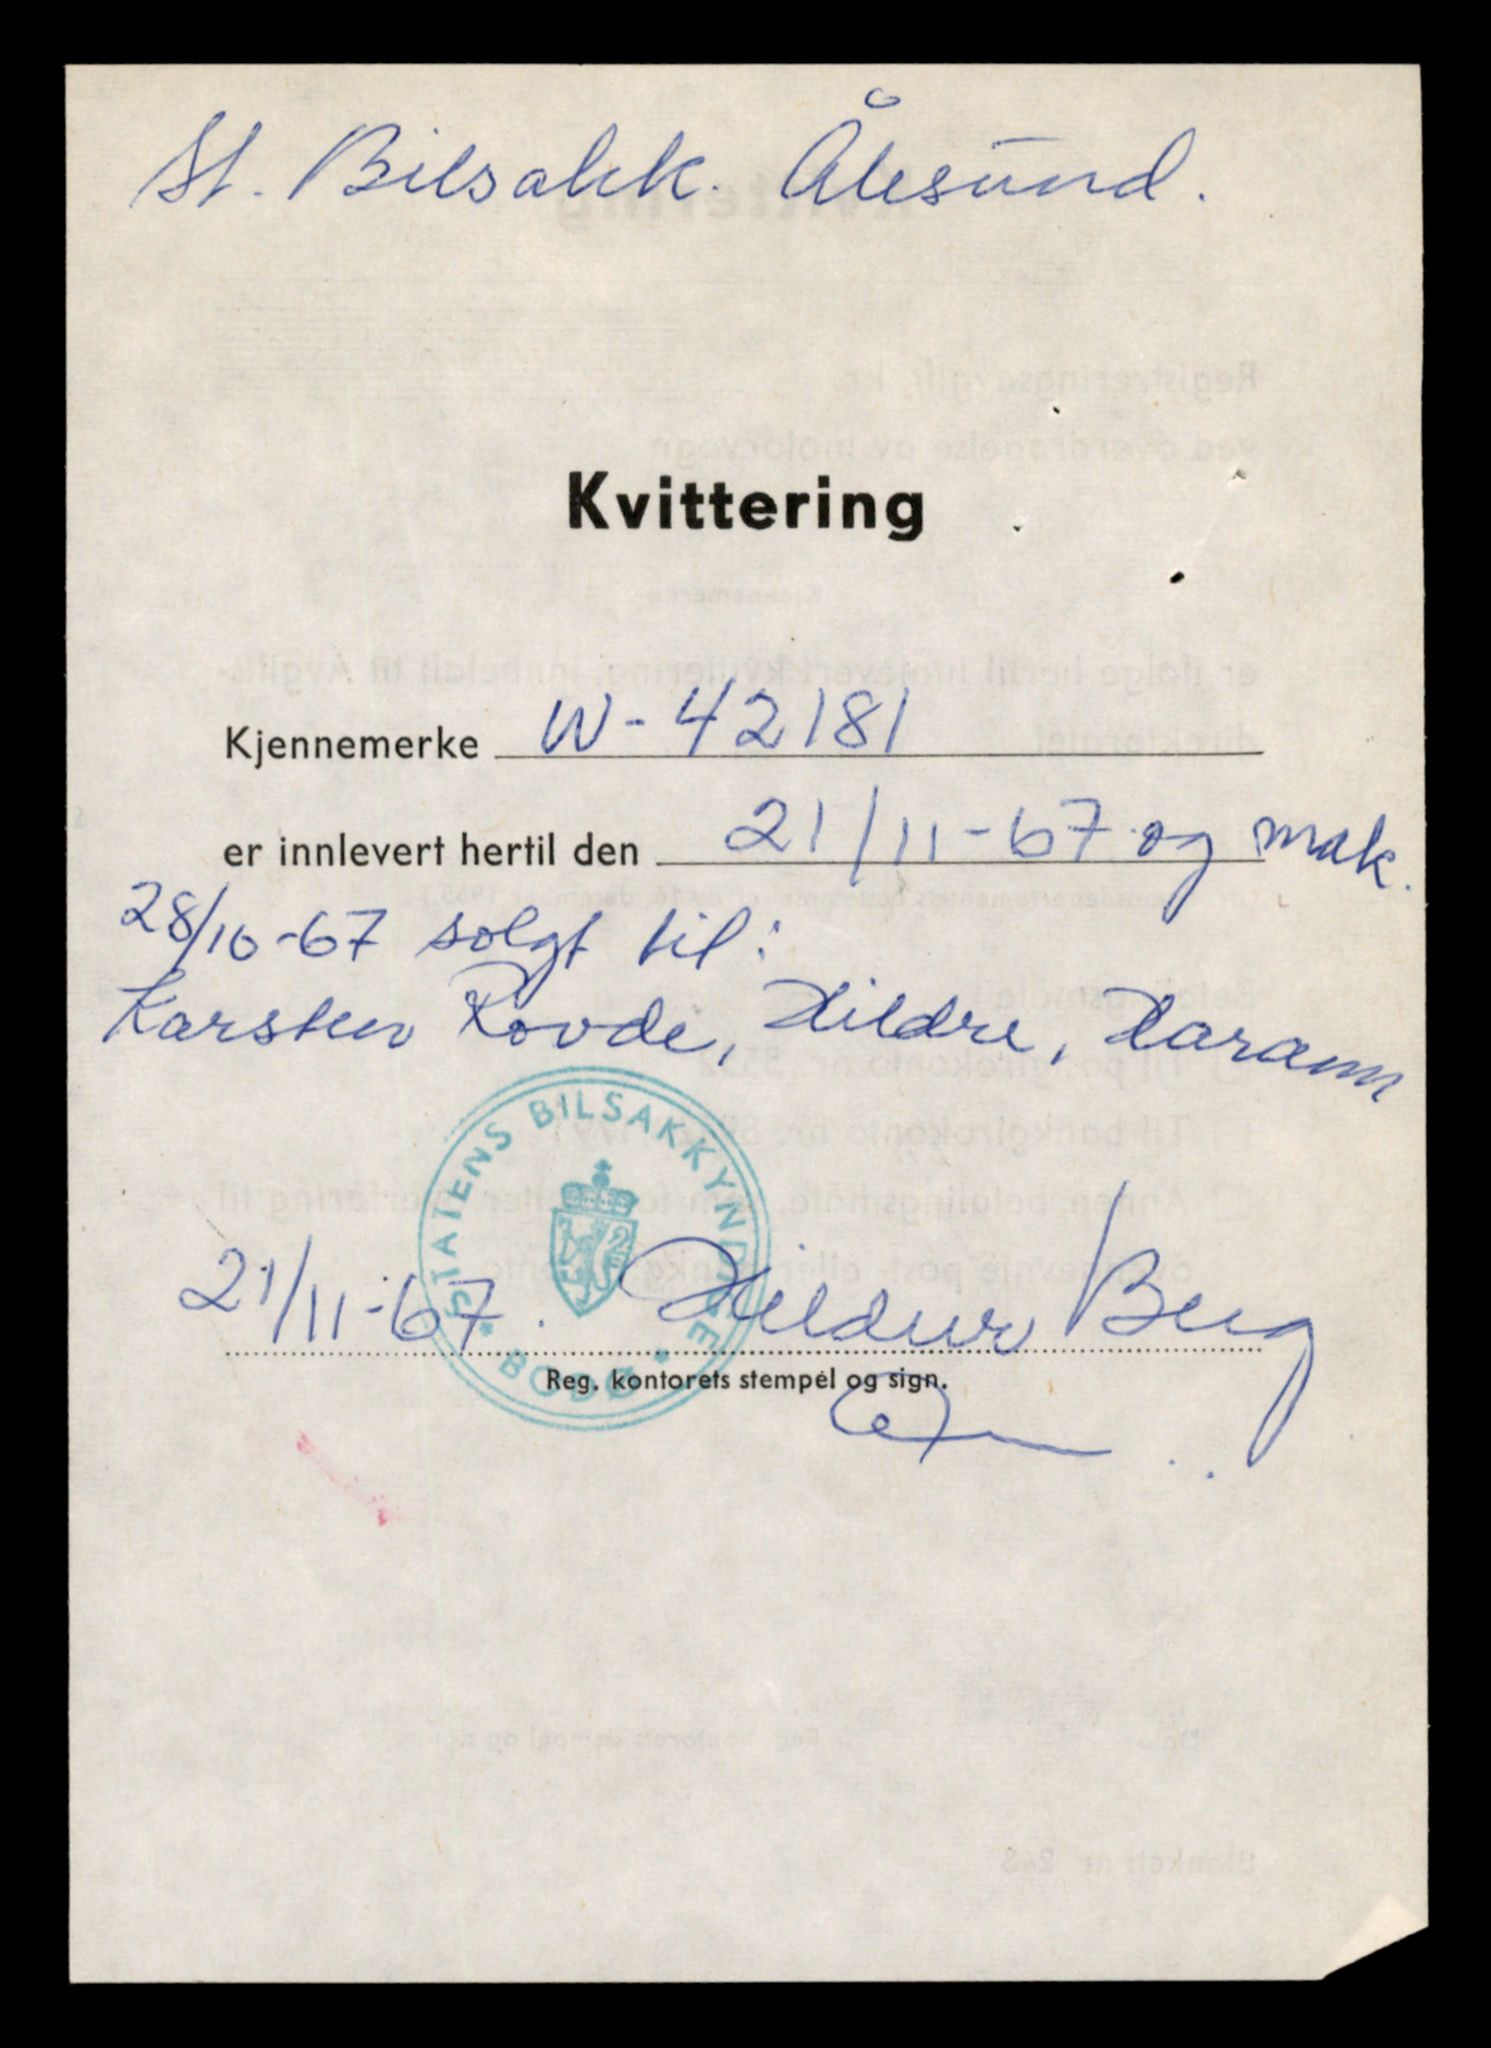 St. Bilsakk. Ålesund.
Kvittering
Kjennemerke W-42181
er innlevert hertil den 21/11-67 og mak.
28/10-67 solgt til:
Karsten Rovde, Hildre, Haram
STATENS BILSAKKYNDIGE
* BODØ *
21/11-67. Hildur Berg
Reg. kontorets stempel og sign.